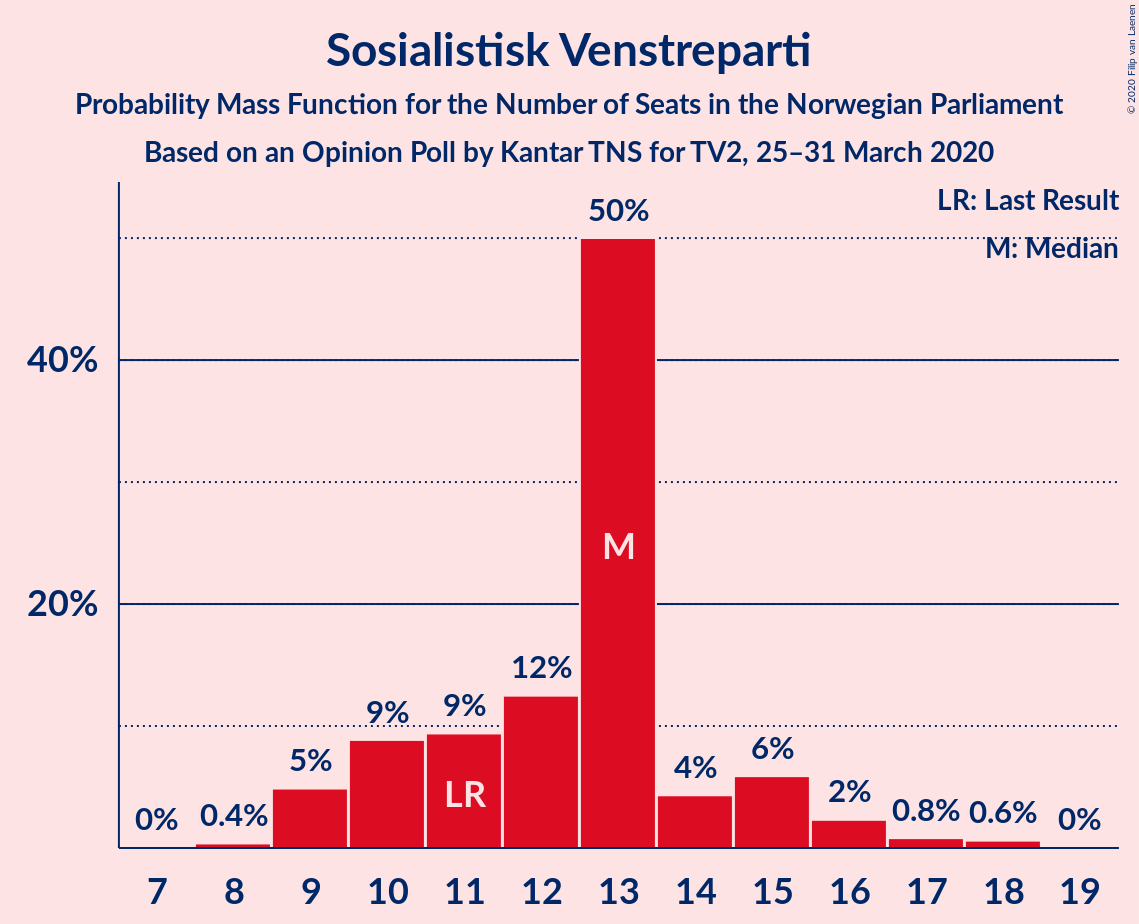 Sosialistisk Venstreparti
Probability Mass Function for the Number of Seats in the Norwegian Parliament
Based on an Opinion Poll by Kantar TNS for TV2, 25–31 March 2020
© 2020 Filip van Laenen
LR: Last Result
M: Median
40%
20%
0%
0.4%
5%
9%
9%
12%
50%
4%
6%
2%
0.8%
0.6%
0%
LR
M
7 8 9 10 11 12 13 14 15 16 17 18 19